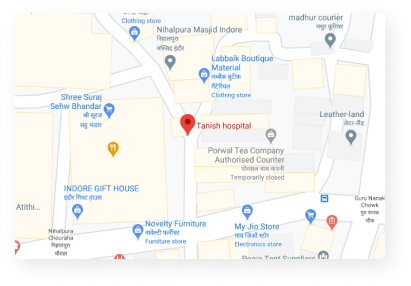 Clothing store
madhur courier
मधुर कुरियर
Nihalpura Masjid Indore
निहालपुरा
मस्जिद इंदौर
Labbaik Boutique
Material
लब्बैक बुटीक
मैटेरियल
Clothing store
Shree Suraj
Sehw Bhandar
श्री सूरज
सहु भंडार
Leather-land
लेदर-लैंड
Tanish hospital
Porwal Tea Company
Authorised Counter
पोरवाल चाय कंपनी
Temporarily closed
INDORE GIFT HOUSE
इंदौर गिफ्ट हाउस
Atithi...
Guru Nanak
Chowk
गुरु नानक
चौक
Novelty Furniture
नावेल्टी फर्नीचर
Furniture store
My Jio Store
माय जिओ स्टोर
Electronics store
Nihalpura
Chouraha
निहालपुरा
चौराहा
Pooja Tent Suppliers